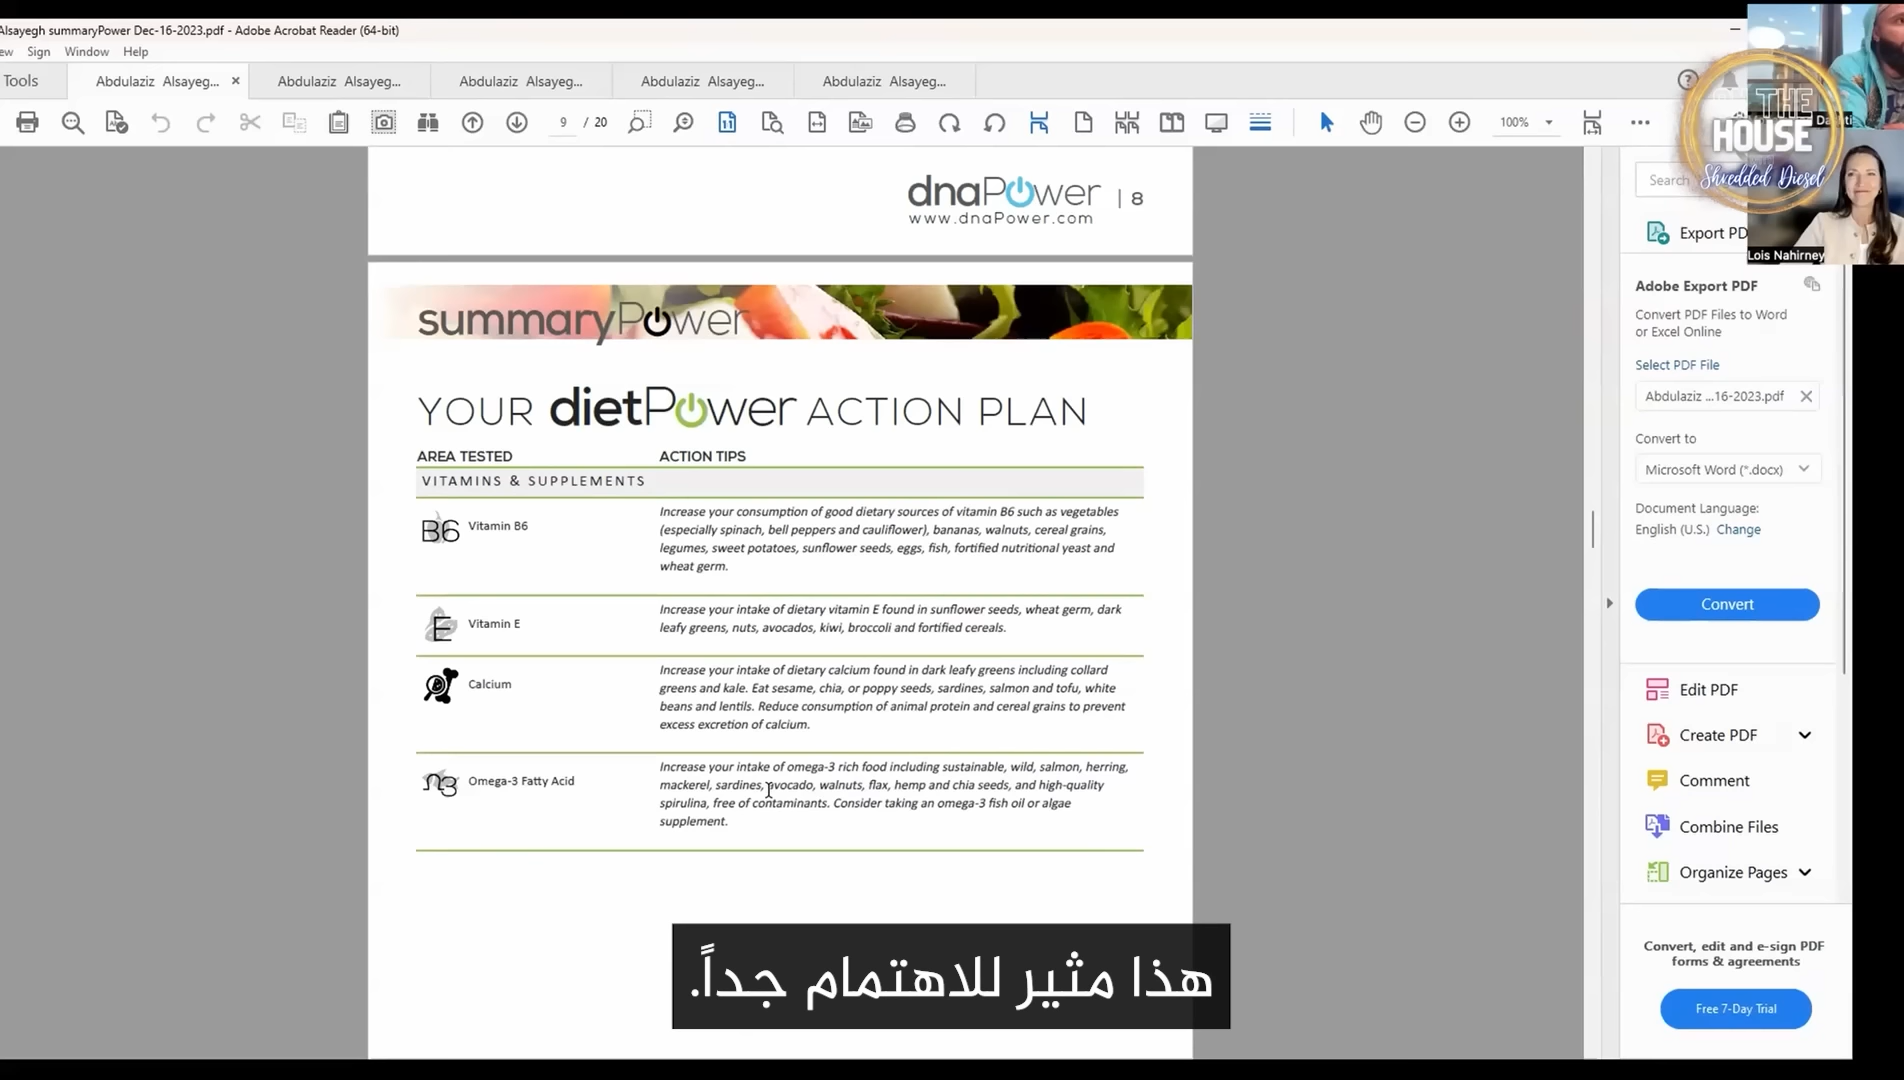 Alsayegh summaryPower Dec-16-2023.pdf - Adobe Acrobat Reader (64-bit)
ew Sign Window Help
Tools Abdulaziz Alsayeg... × Abdulaziz Alsayeg... Abdulaziz Alsayeg... Abdulaziz Alsayeg... Abdulaziz Alsayeg...
9 / 20 100%
THE
HOUSE
Shredded Diesel
Lois Nahirney
dnaPower | 8
www.dnaPower.com
summaryPower
YOUR dietPower ACTION PLAN
AREA TESTED ACTION TIPS
VITAMINS & SUPPLEMENTS
B6 Vitamin B6
Increase your consumption of good dietary sources of vitamin B6 such as vegetables
(especially spinach, bell peppers and cauliflower), bananas, walnuts, cereal grains,
legumes, sweet potatoes, sunflower seeds, eggs, fish, fortified nutritional yeast and
wheat germ.
E Vitamin E
Increase your intake of dietary vitamin E found in sunflower seeds, wheat germ, dark
leafy greens, nuts, avocados, kiwi, broccoli and fortified cereals.
Calcium
Increase your intake of dietary calcium found in dark leafy greens including collard
greens and kale. Eat sesame, chia, or poppy seeds, sardines, salmon and tofu, white
beans and lentils. Reduce consumption of animal protein and cereal grains to prevent
excess excretion of calcium.
n3 Omega-3 Fatty Acid
Increase your intake of omega-3 rich food including sustainable, wild, salmon, herring,
mackerel, sardines, avocado, walnuts, flax, hemp and chia seeds, and high-quality
spirulina, free of contaminants. Consider taking an omega-3 fish oil or algae
supplement.
Search
Export PD
Adobe Export PDF
Convert PDF Files to Word
or Excel Online
Select PDF File
Abdulaziz ...16-2023.pdf
Convert to
Microsoft Word (*.docx)
Document Language:
English (U.S.) Change
Convert
Edit PDF
Create PDF
Comment
Combine Files
Organize Pages
Convert, edit and e-sign PDF
forms & agreements
Free 7-Day Trial
هذا مثير للاهتمام جداً.